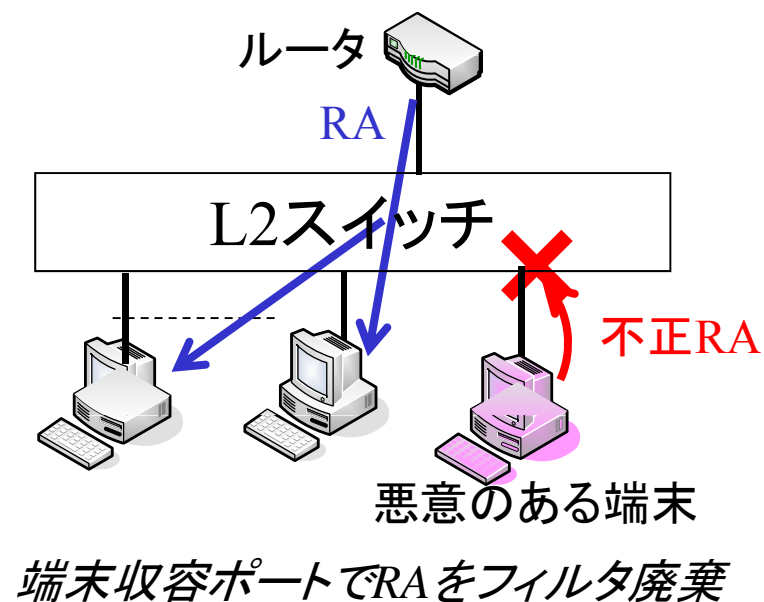 ルータ
RA
L2スイッチ
不正RA
悪意のある端末
端末収容ポートでRAをフィルタ廃棄